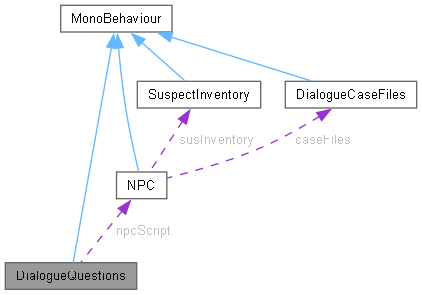 MonoBehaviour
SuspectInventory
DialogueCaseFiles
susInventory
caseFiles
NPC
npcScript
DialogueQuestions